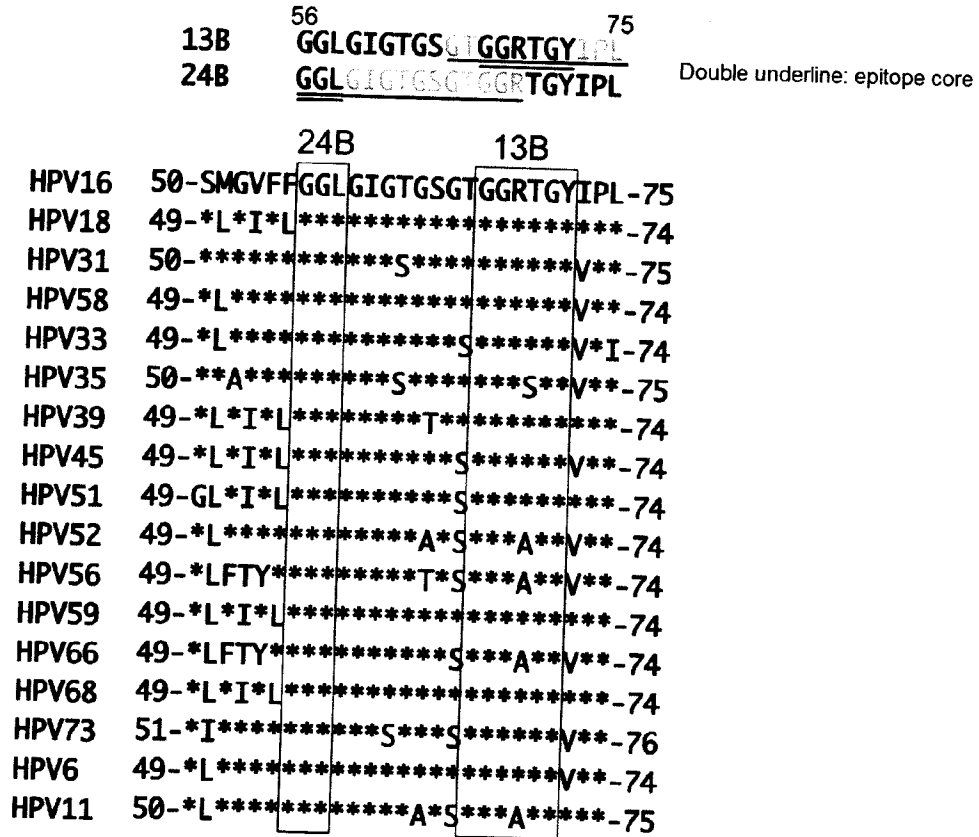 56 75
13B GGLGIGTGSGTGGRTGYIPL
24B GGLGIGTGSGTGGRTGYIPL
Double underline: epitope core
24B 13B
HPV16 50-SMGVFFGGLGIGTGSGTGGRTGYIPL-75
HPV18 49-*L*I*L********************-74
HPV31 50-************S**********V**-75
HPV58 49-*L*********************V**-74
HPV33 49-*L**************S******V*I-74
HPV35 50-**A*********S*******S**V**-75
HPV39 49-*L*I*L********T***********-74
HPV45 49-*L*I*L**********S******V**-74
HPV51 49-GL*I*L**********S*********-74
HPV52 49-*L************A*S***A**V**-74
HPV56 49-*LFTY*********T*S***A**V**-74
HPV59 49-*L*I*L********************-74
HPV66 49-*LFTY***********S***A**V**-74
HPV68 49-*L*I*L********************-74
HPV73 51-*I**********S***S******V**-76
HPV6 49-*L*********************V**-74
HPV11 50-*L************A*S***A*****-75